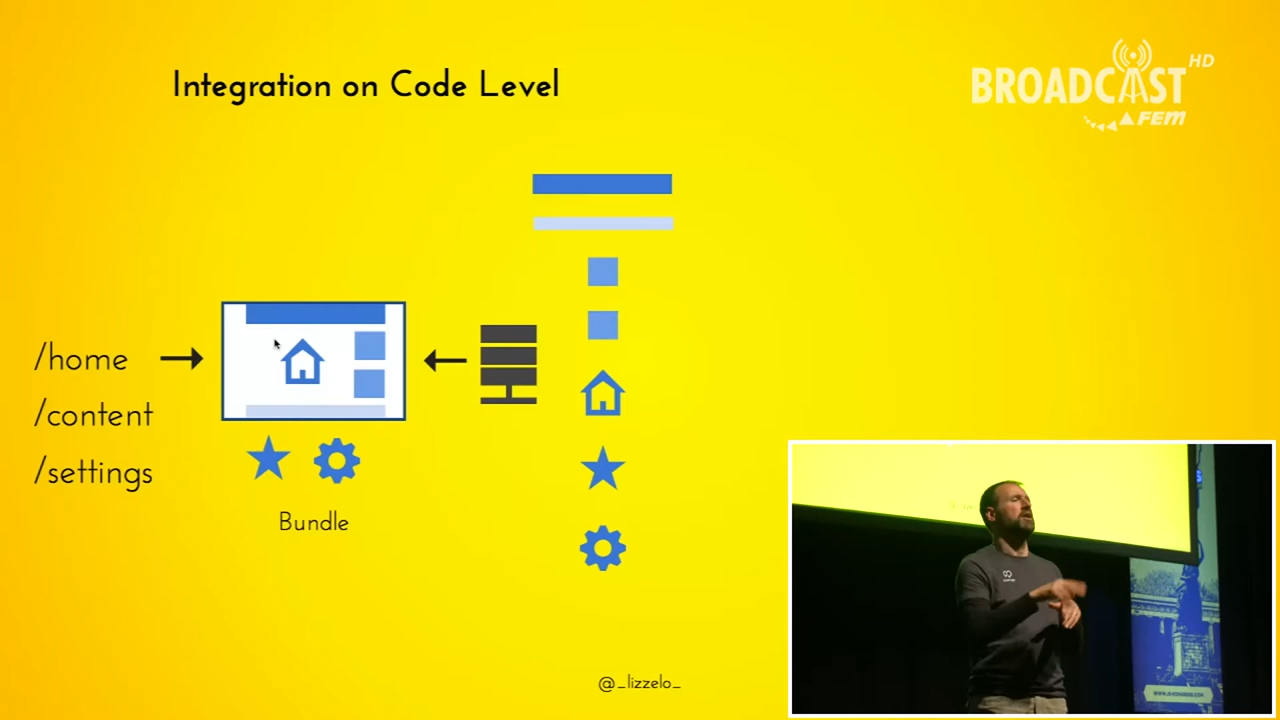 Integration on Code Level
BROADCAST HD
FEM
/home
/content
/settings
Bundle
@_lizzelo_